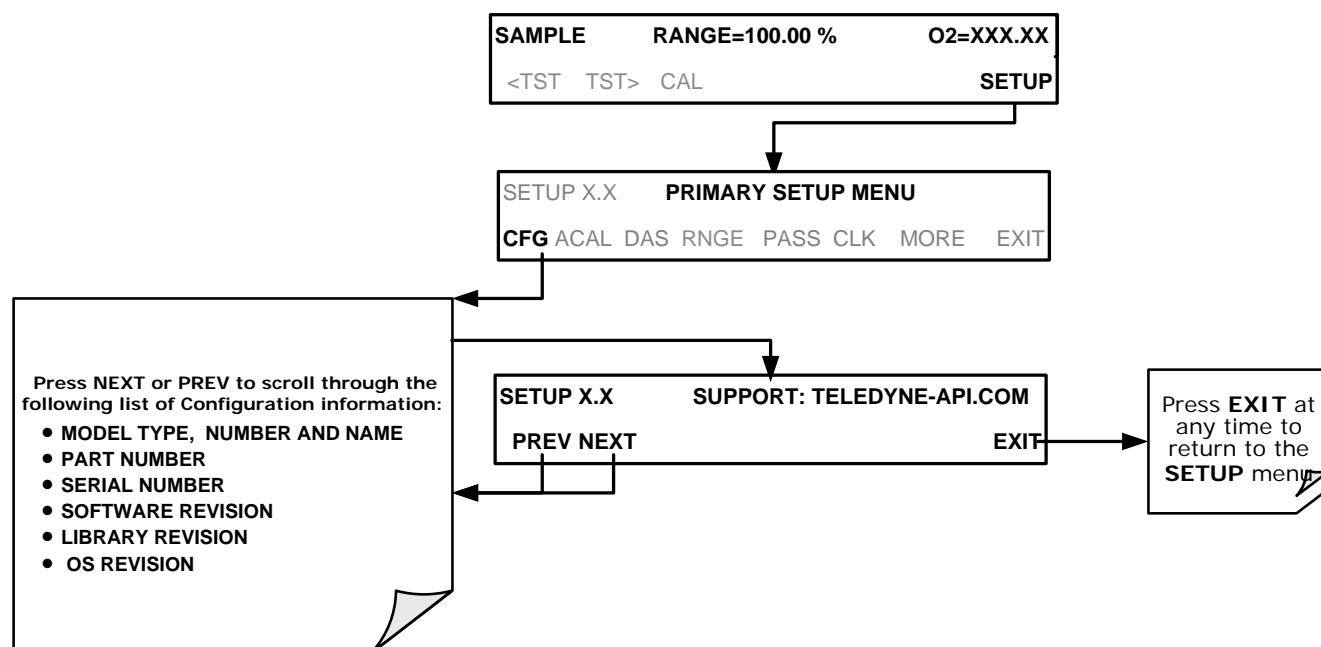 SAMPLE RANGE=100.00 % O2=XXX.XX
<TST TST> CAL SETUP
SETUP X.X PRIMARY SETUP MENU
CFG ACAL DAS RNGE PASS CLK MORE EXIT
Press NEXT or PREV to scroll through the
following list of Configuration information:
• MODEL TYPE, NUMBER AND NAME
• PART NUMBER
• SERIAL NUMBER
• SOFTWARE REVISION
• LIBRARY REVISION
• OS REVISION
SETUP X.X SUPPORT: TELEDYNE-API.COM
PREV NEXT EXIT
Press EXIT at
any time to
return to the
SETUP menu